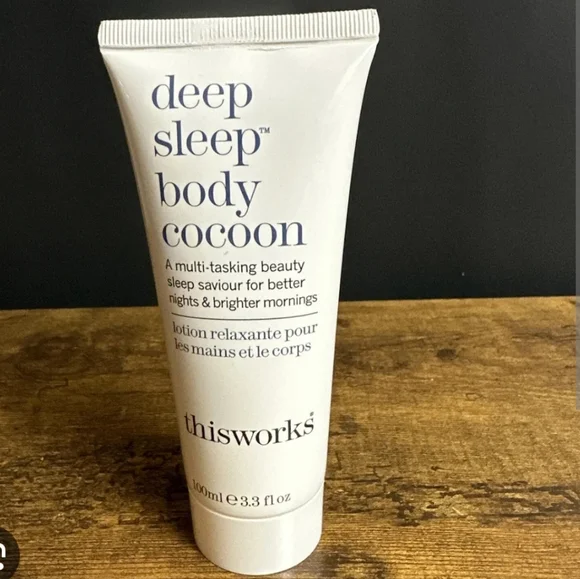 deep
sleep™
body
cocoon
A multi-tasking beauty
sleep saviour for better
nights & brighter mornings
lotion relaxante pour
les mains et le corps
thisworks®
100ml ℮ 3.3 fl oz